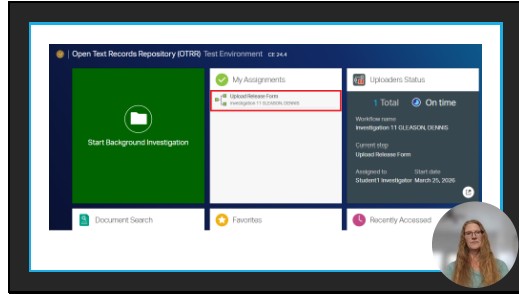 Open Text Records Repository (OTRR) Test Environment CE 24.4
Start Background Investigation
My Assignments
Upload Release Form
Investigation 11 GLEASON, DENNIS
Uploaders Status
1 Total On time
Workflow name
Investigation 11 GLEASON, DENNIS
Current step
Upload Release Form
Assigned to Start date
Student1 Investigator March 25, 2026
Document Search
Favorites
Recently Accessed